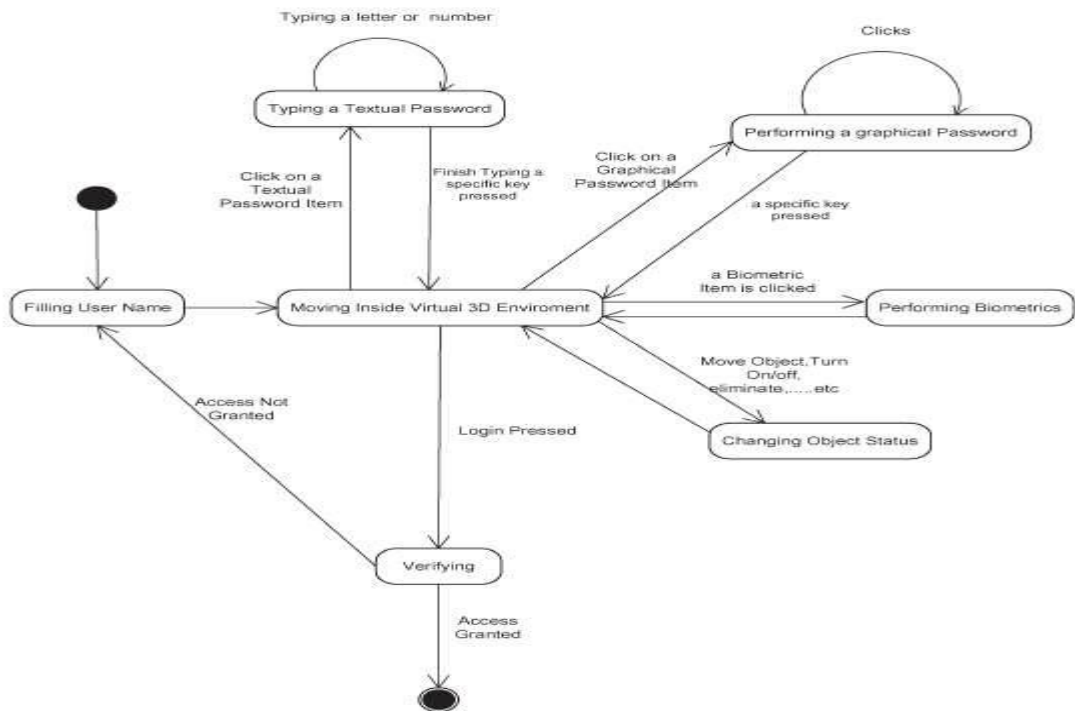 Typing a letter or number
Clicks
Typing a Textual Password
Performing a graphical Password
Click on a
Textual
Password Item
Finish Typing a
specific key
pressed
Click on a
Graphical
Password Item
a specific key
pressed
Filling User Name
Moving Inside Virtual 3D Enviroment
a Biometric
Item is clicked
Performing Biometrics
Move Object,Turn
On/off,
eliminate,.....etc
Changing Object Status
Access Not
Granted
Login Pressed
Verifying
Access
Granted